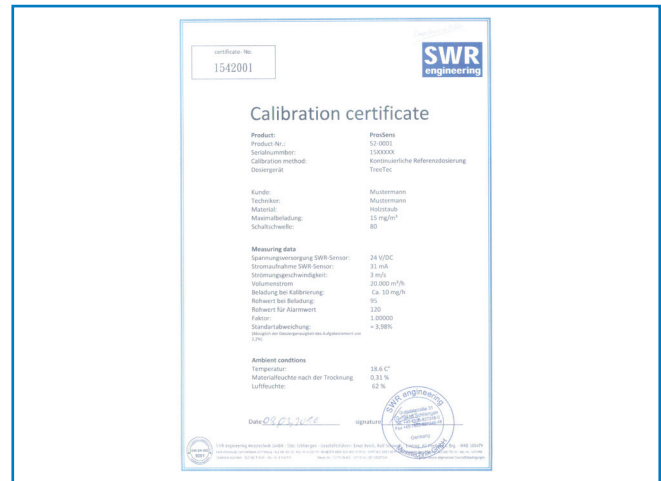 certificate- No.
1542001
SWR
engineering
Calibration certificate
Product: ProsSens
Product-Nr.: 52-0001
Serialnummber: 15XXXXX
Calibration method: Kontinuierliche Referenzdosierung
Dosiergerät TreeTec
Kunde: Mustermann
Techniker: Mustermann
Material: Holzstaub
Maximalbeladung: 15 mg/m³
Schaltschwelle: 80
Measuring data
Spannungsversorgung SWR-Sensor: 24 V/DC
Stromaufnahme SWR-Sensor: 31 mA
Strömungsgeschwindigkeit: 3 m/s
Volumenstrom 20.000 m³/h
Beladung bei Kalibrierung: Ca. 10 mg/h
Rohwert bei Beladung: 95
Rohwert für Alarmwert 120
Faktor: 1.00000
Standartabweichung: = 3,98%
Ambient condtions
Temperatur: 18.6 C°
Materialfeuchte nach der Trocknung 0,31 %
Luftfeuchte: 62 %
SWR engineering
Germany
Messtechnik GmbH
Date: signature:
9001